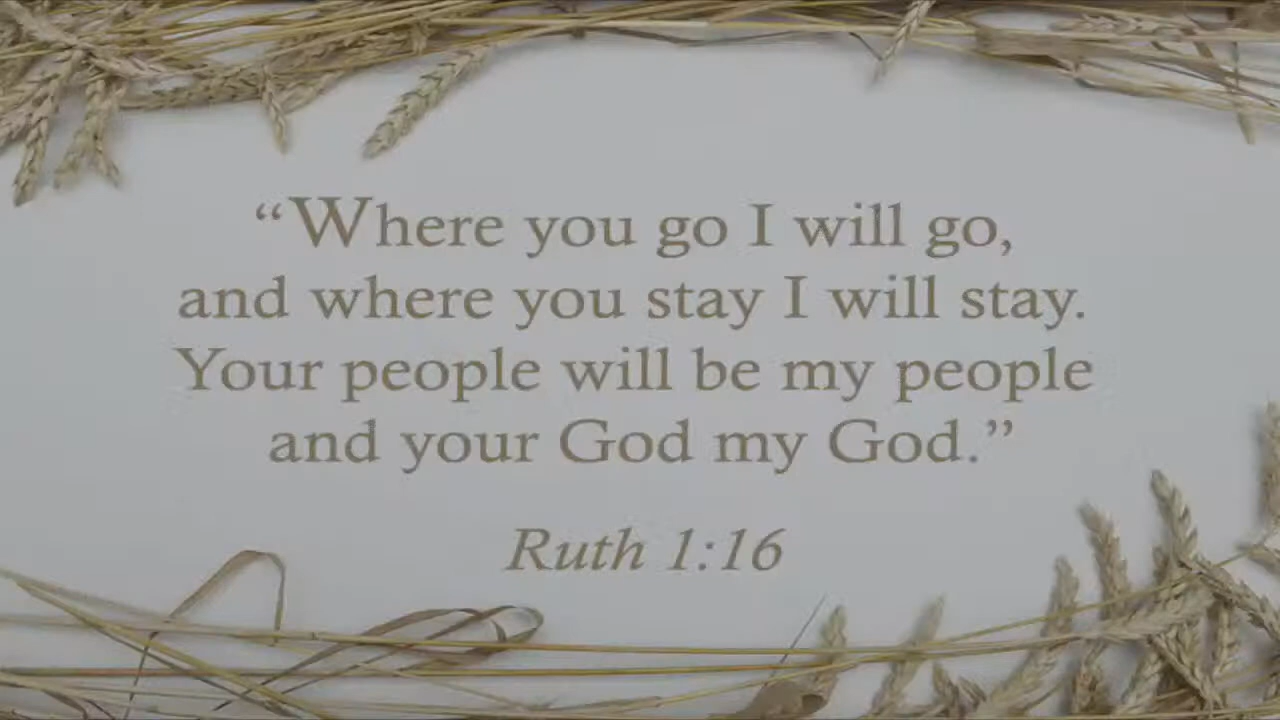 “Where you go I will go,
and where you stay I will stay.
Your people will be my people
and your God my God.”
Ruth 1:16